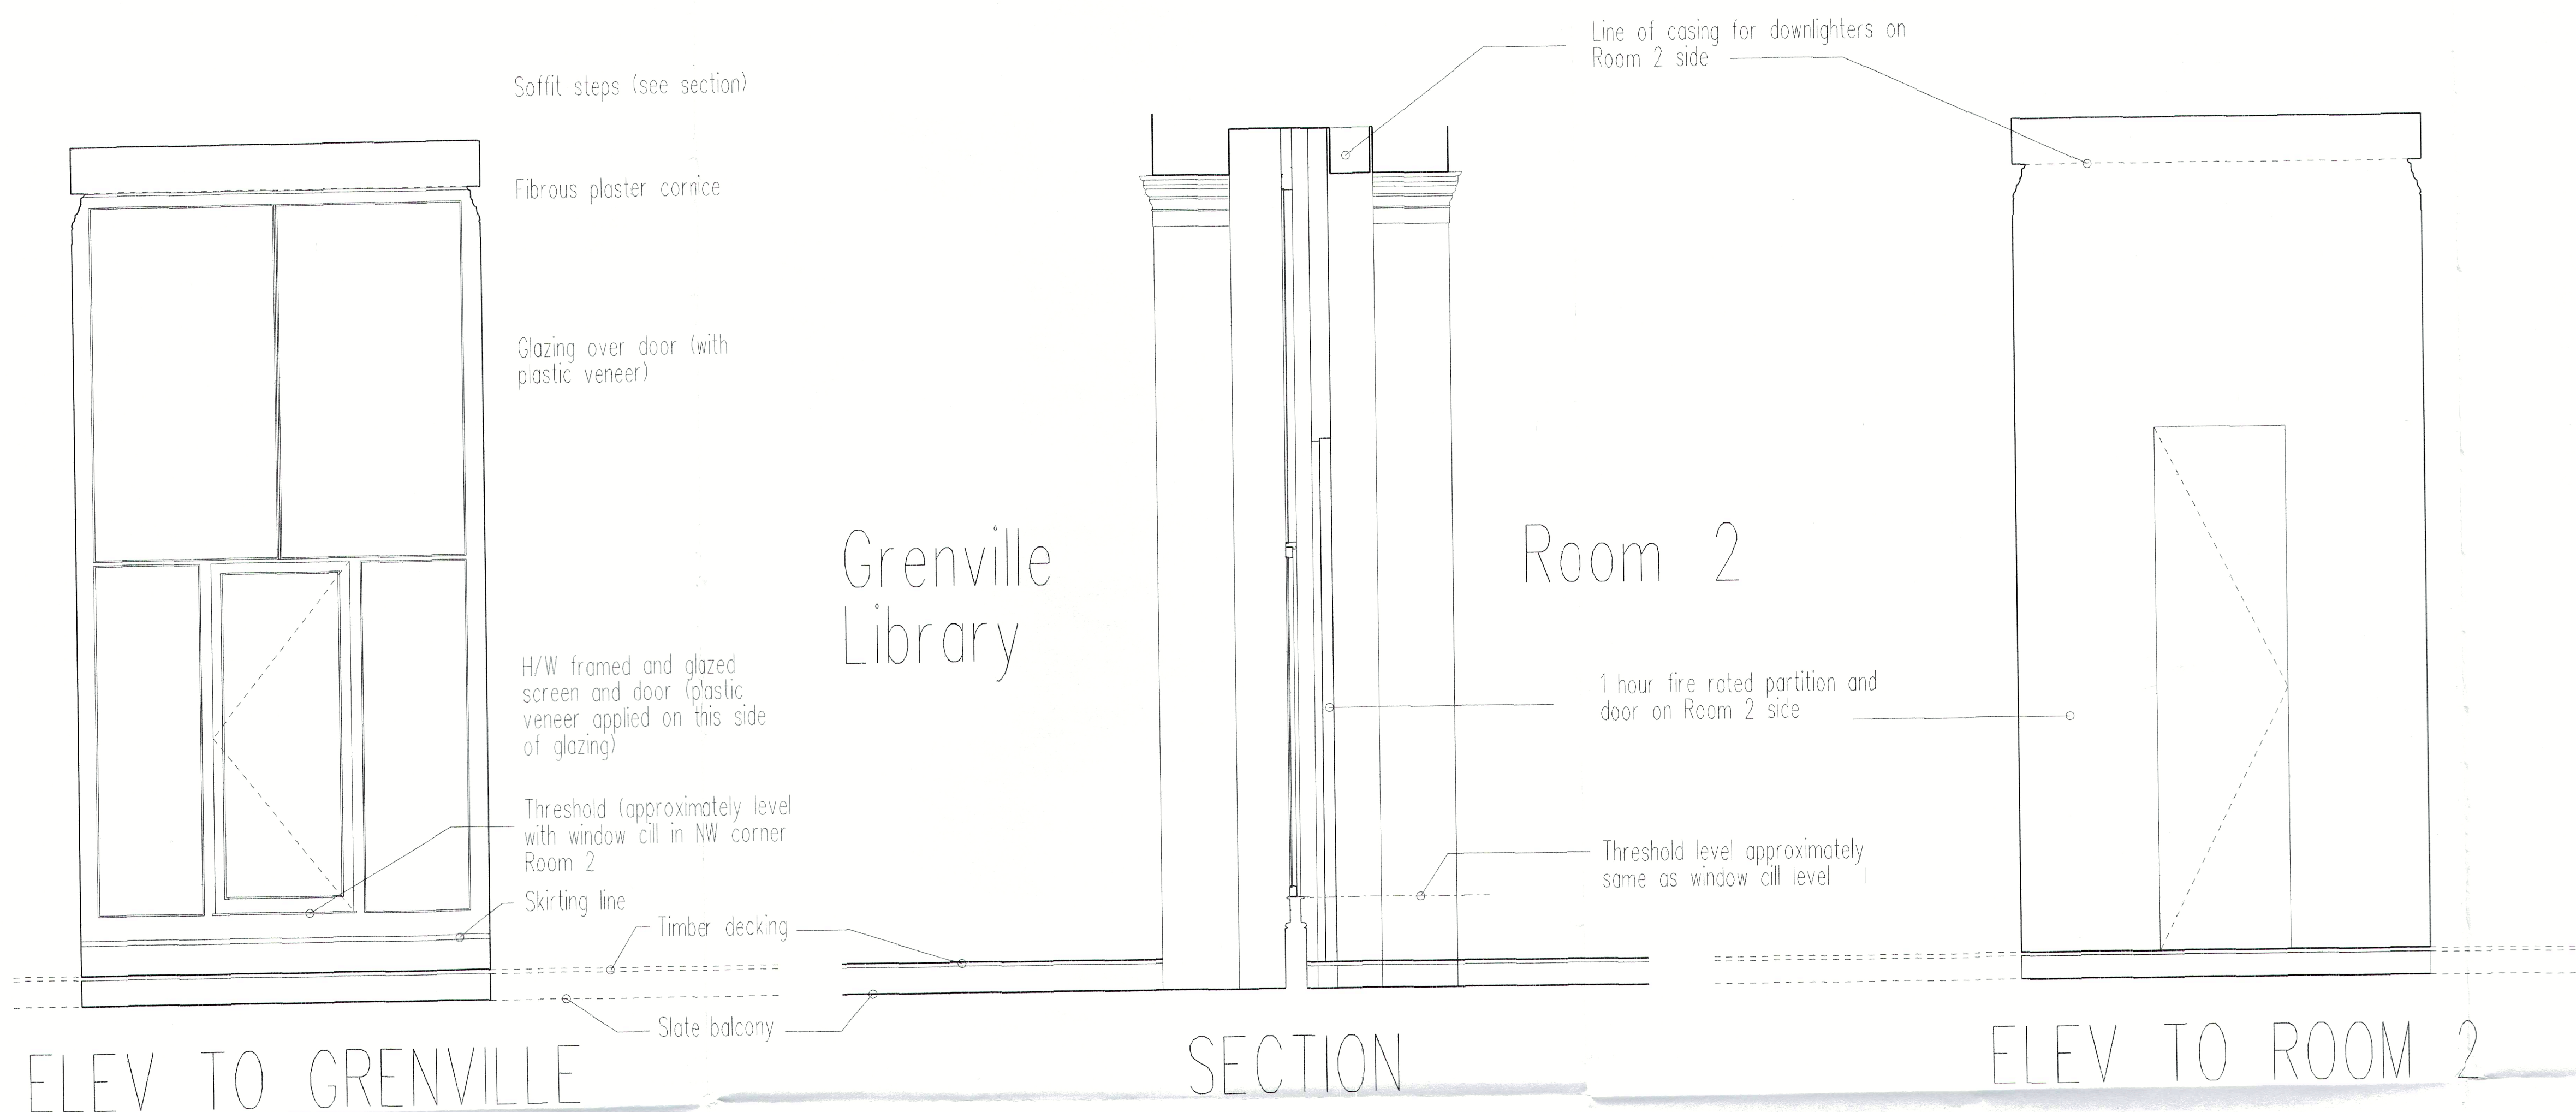 Soffit steps (see section)
Fibrous plaster cornice
Glazing over door (with
plastic veneer)
H/W framed and glazed
screen and door (plastic
veneer applied on this side
of glazing)
Threshold (approximately level
with window cill in NW corner
Room 2
Skirting line
Timber decking
Slate balcony
ELEV TO GRENVILLE
Grenville
Library
SECTION
Room 2
Line of casing for downlighters on
Room 2 side
1 hour fire rated partition and
door on Room 2 side
Threshold level approximately
same as window cill level
ELEV TO ROOM 2